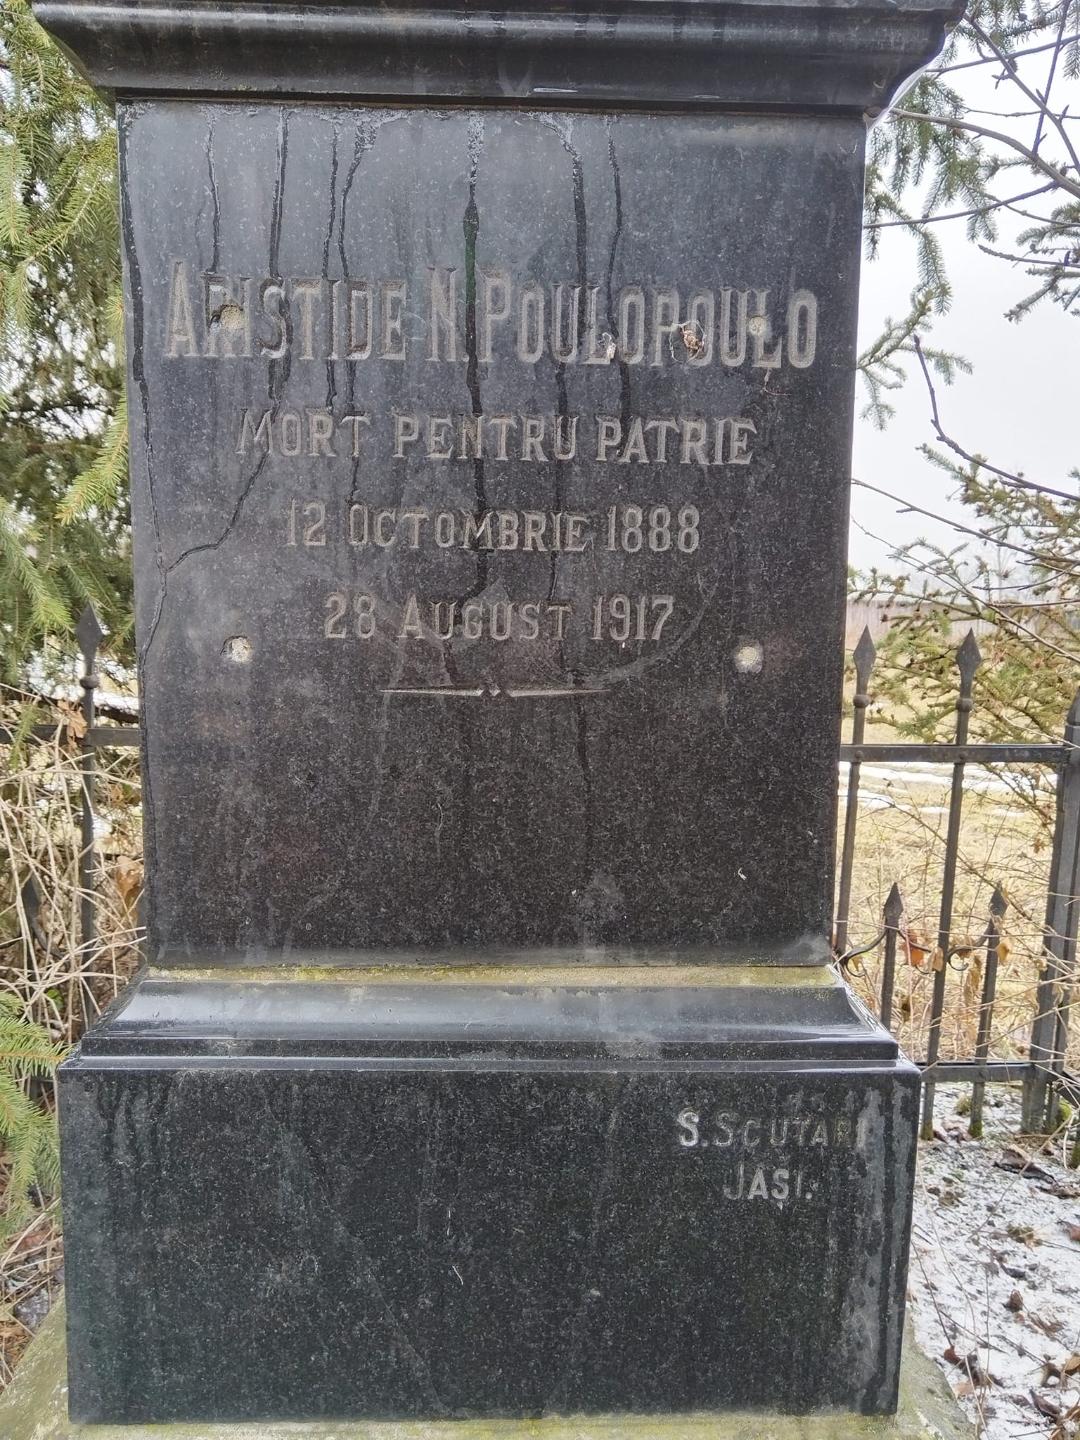 ARISTIDE N. POULOPOULO
MORT PENTRU PATRIE
12 OCTOMBRIE 1888
28 AUGUST 1917
S. SCUTARI
JASI.